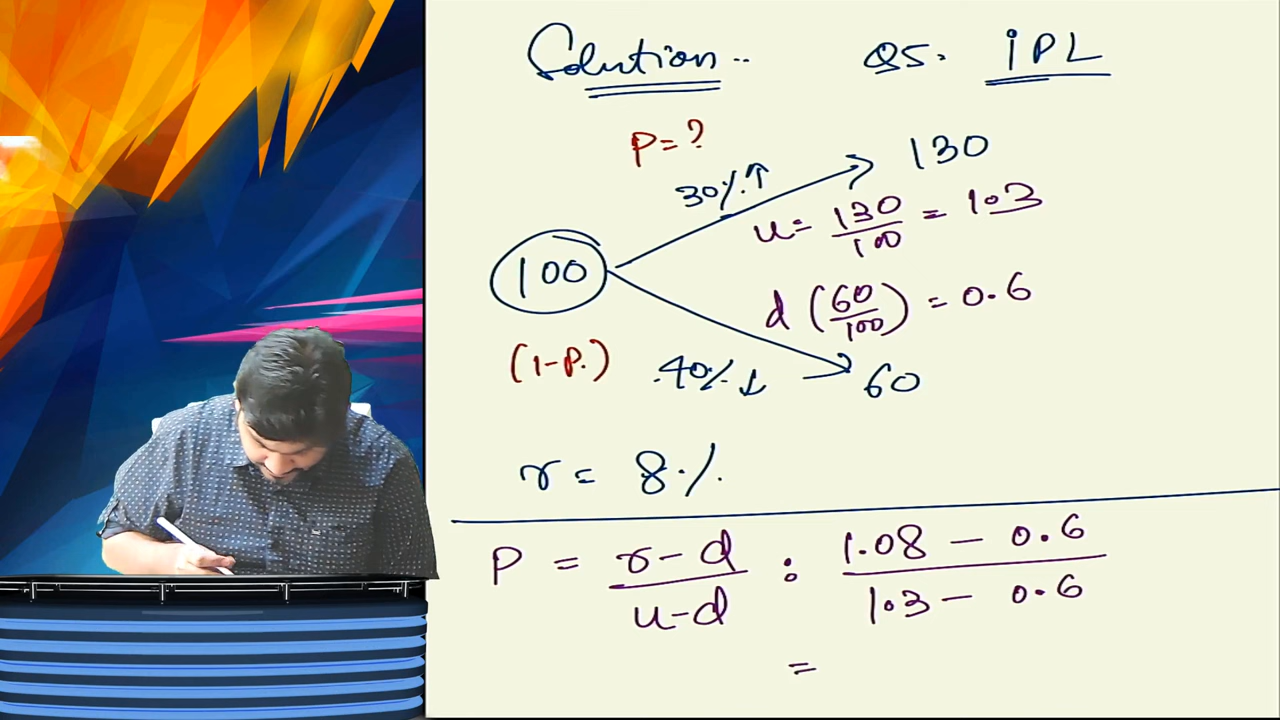 Solution.. Q5. IPL
P = ?
30% ↑ 130
u = 130/100 = 1.3
100
d (60/100) = 0.6
(1-P.) 40% ↓ 60
r = 8%
P = r - d / u - d : 1.08 - 0.6 / 1.3 - 0.6
=